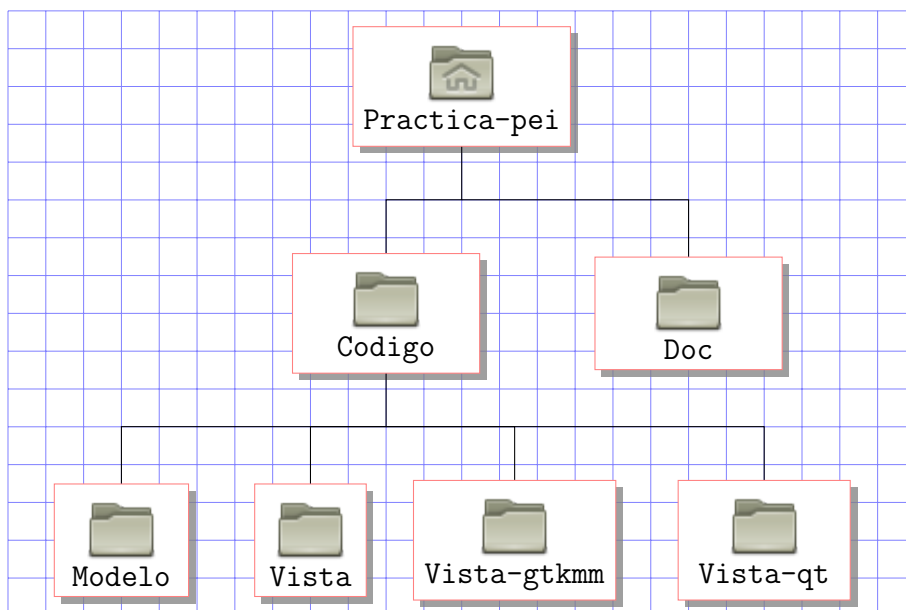 Practica-pei
Codigo
Doc
Modelo
Vista
Vista-gtkmm
Vista-qt